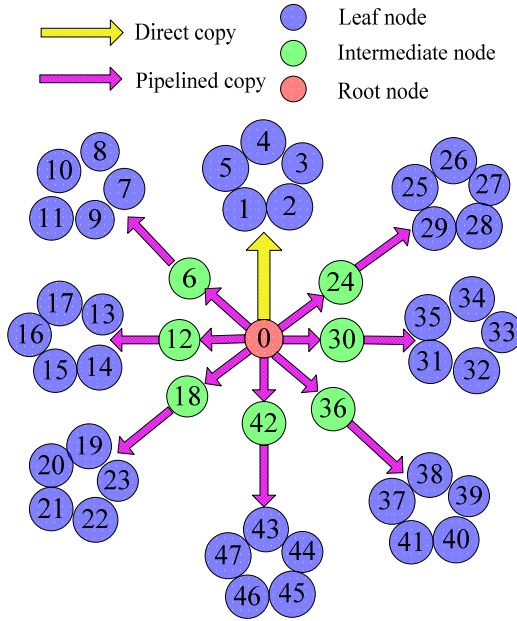 Direct copy
Leaf node
Pipelined copy
Intermediate node
Root node
8 4 26
10 5 3 25 27
7
11 9 1 2 29 28
6 24
17 13 35 34
16 12 0 30 33
15 14 31 32
18 36
42
20 19 23 38
37 39
21 22 43 41 40
47 44
46 45